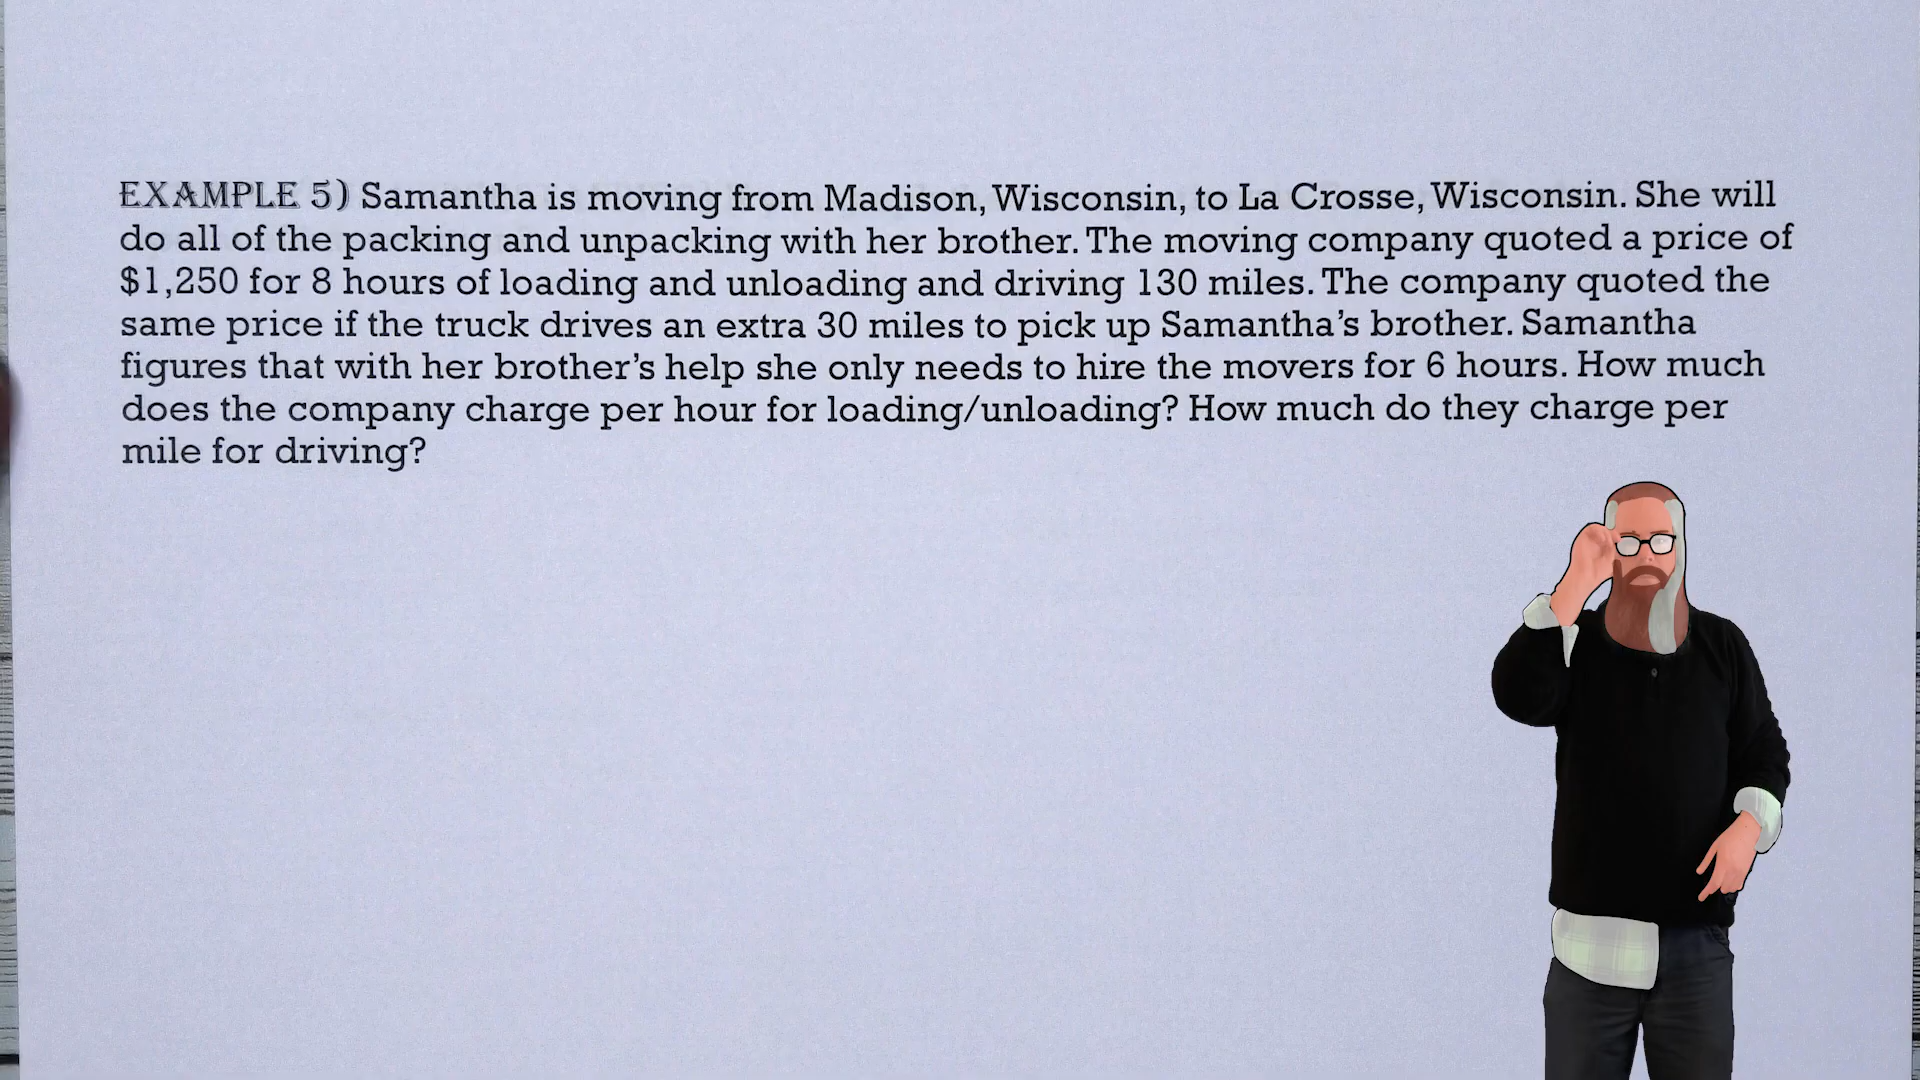 EXAMPLE 5) Samantha is moving from Madison, Wisconsin, to La Crosse, Wisconsin. She will
do all of the packing and unpacking with her brother. The moving company quoted a price of
$1,250 for 8 hours of loading and unloading and driving 130 miles. The company quoted the
same price if the truck drives an extra 30 miles to pick up Samantha’s brother. Samantha
figures that with her brother’s help she only needs to hire the movers for 6 hours. How much
does the company charge per hour for loading/unloading? How much do they charge per
mile for driving?